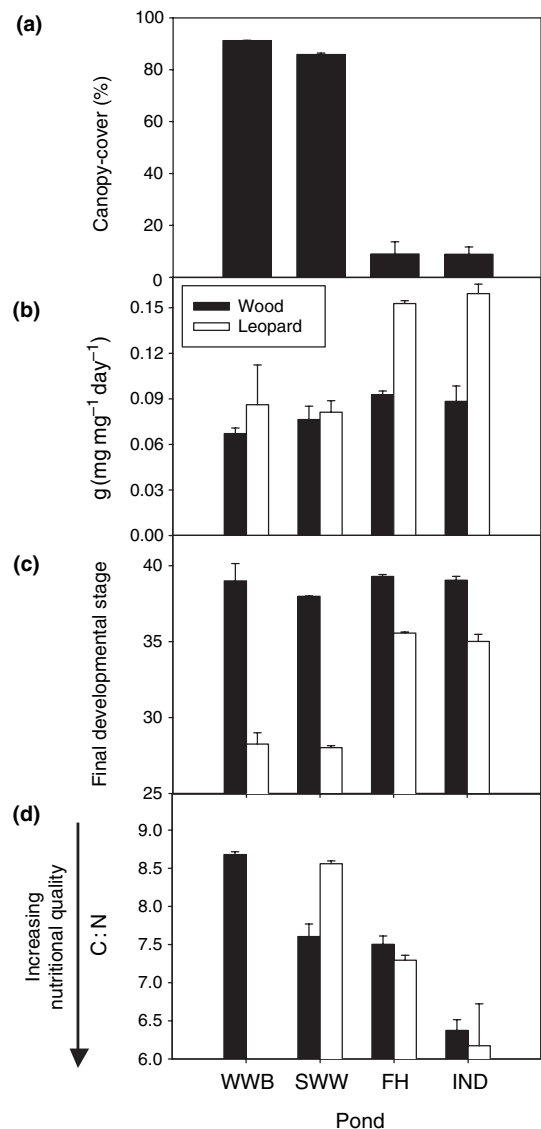 (a)
Canopy-cover (%)
100
80
60
40
20
0
(b)
g (mg mg⁻¹ day⁻¹)
Wood
Leopard
0.15
0.12
0.09
0.06
0.03
0.00
(c)
Final developmental stage
40
35
30
25
(d)
Increasing
nutritional quality
C:N
9.0
8.5
8.0
7.5
7.0
6.5
6.0
WWB SWW FH IND
Pond